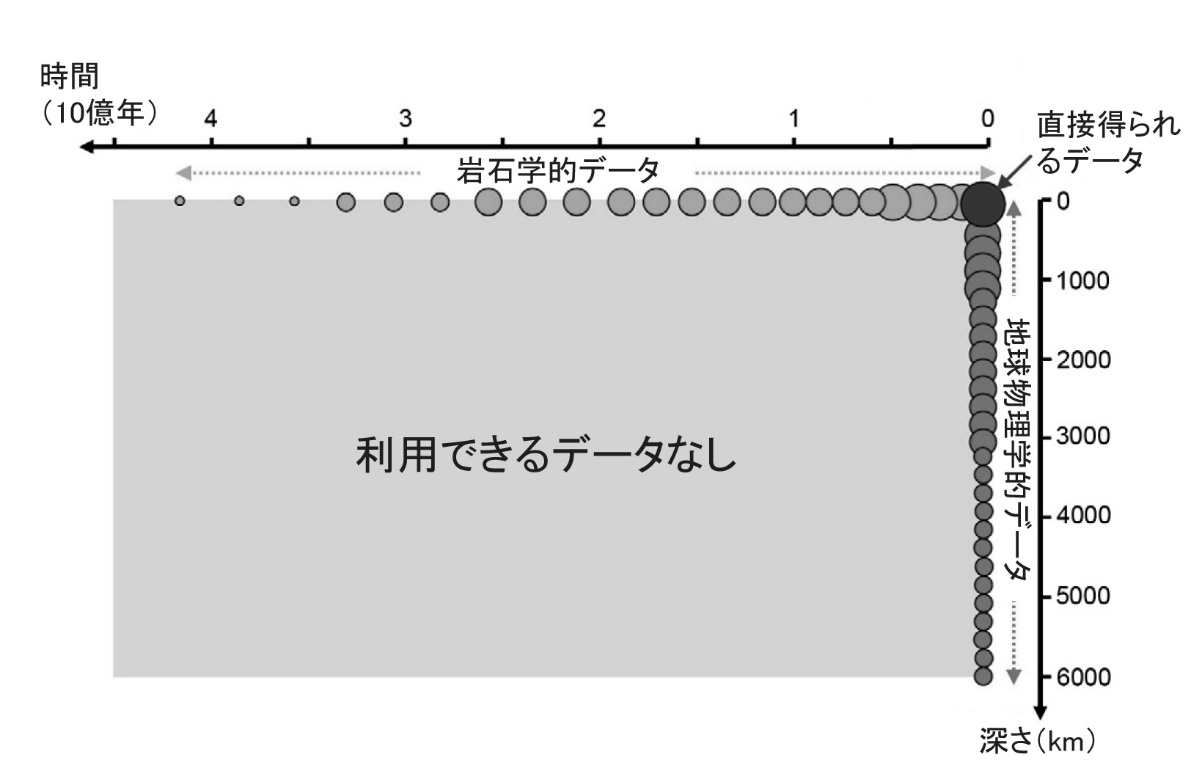 時間
（10億年）
4
3
2
1
0
直接得られ
るデータ
岩石学的データ
0
1000
2000
3000
4000
5000
6000
地球物理学的データ
利用できるデータなし
深さ（km）